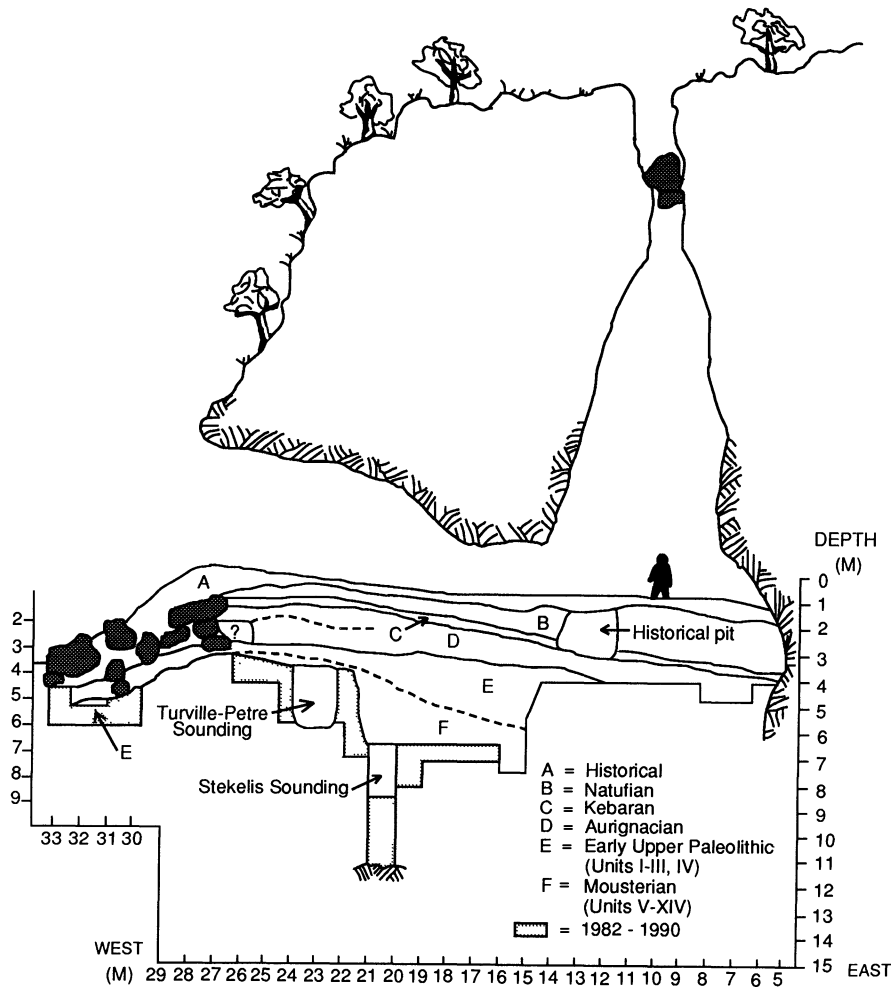 A
DEPTH
(M)
0
1
2
3
4
5
6
7
8
9
10
11
12
13
14
15
2
3
4
5
6
7
8
9
?
C
B
D
Historical pit
E
F
Turville-Petre
Sounding
Stekelis Sounding
E
A = Historical
B = Natufian
C = Kebaran
D = Aurignacian
E = Early Upper Paleolithic
(Units I-III, IV)
F = Mousterian
(Units V-XIV)
= 1982 - 1990
33 32 31 30
WEST
(M)
29 28 27 26 25 24 23 22 21 20 19 18 17 16 15 14 13 12 11 10 9 8 7 6 5
EAST